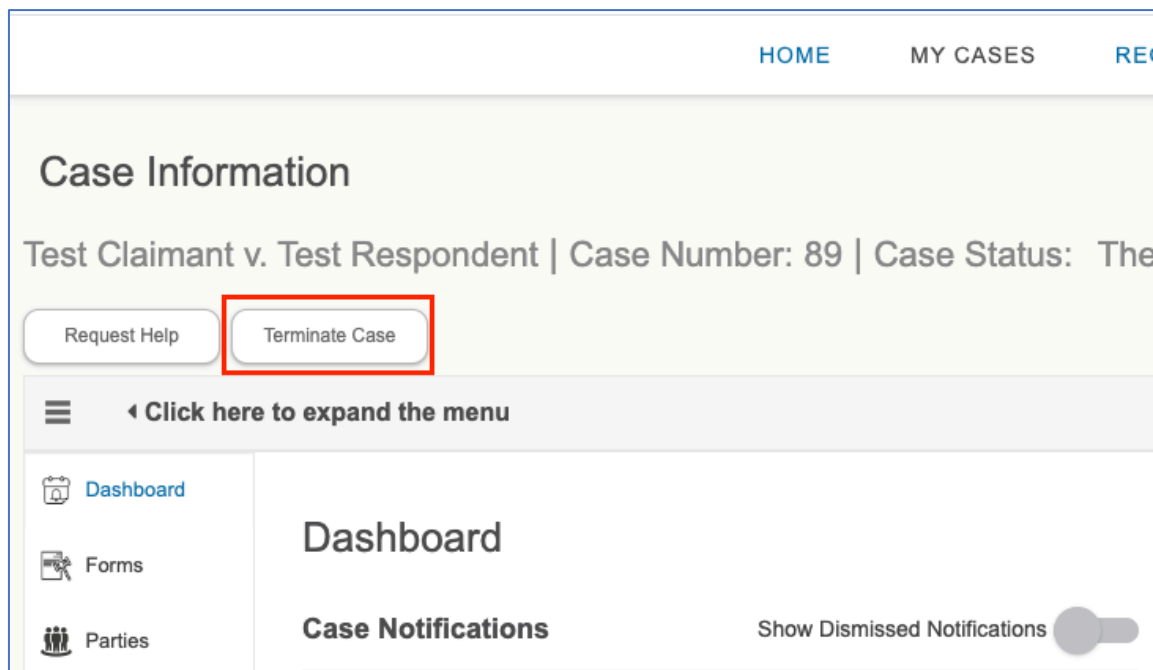 HOME MY CASES
Case Information
Test Claimant v. Test Respondent | Case Number: 89 | Case Status: The
Request Help Terminate Case
Click here to expand the menu
Dashboard
Dashboard
Forms
Parties
Case Notifications Show Dismissed Notifications